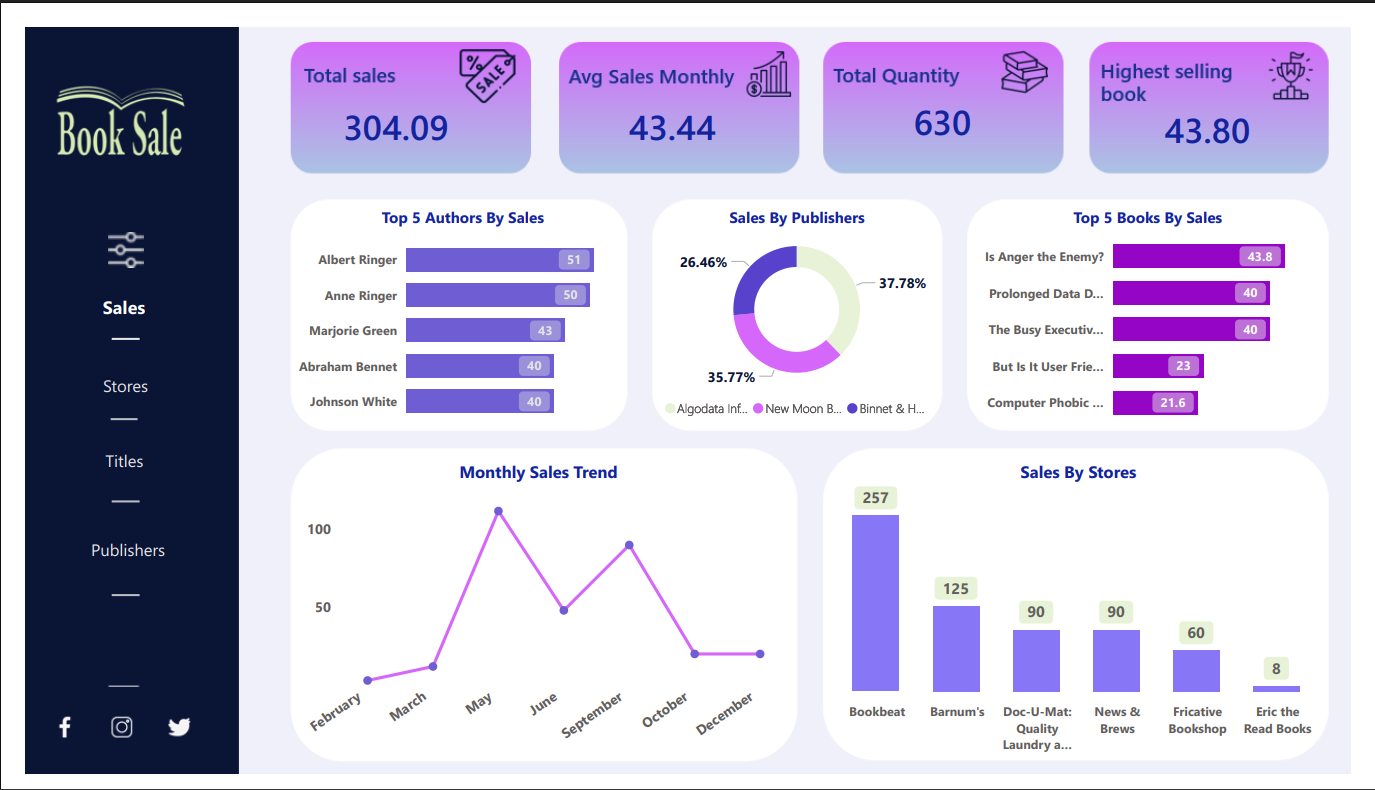 Book Sale
Sales
Stores
Titles
Publishers
Total sales
304.09
% SALE
Avg Sales Monthly
43.44
$
Total Quantity
630
Highest selling
book
43.80
W
Top 5 Authors By Sales
Albert Ringer 51
Anne Ringer 50
Marjorie Green 43
Abraham Bennet 40
Johnson White 40
Sales By Publishers
26.46%
37.78%
35.77%
Algodata Inf... New Moon B... Binnet & H...
Top 5 Books By Sales
Is Anger the Enemy? 43.8
Prolonged Data D... 40
The Busy Executiv... 40
But Is It User Frie... 23
Computer Phobic ... 21.6
Monthly Sales Trend
100
50
February March May June September October December
Sales By Stores
257
125
90
90
60
8
Bookbeat
Barnum's
Doc-U-Mat:
Quality
Laundry a...
News &
Brews
Fricative
Bookshop
Eric the
Read Books